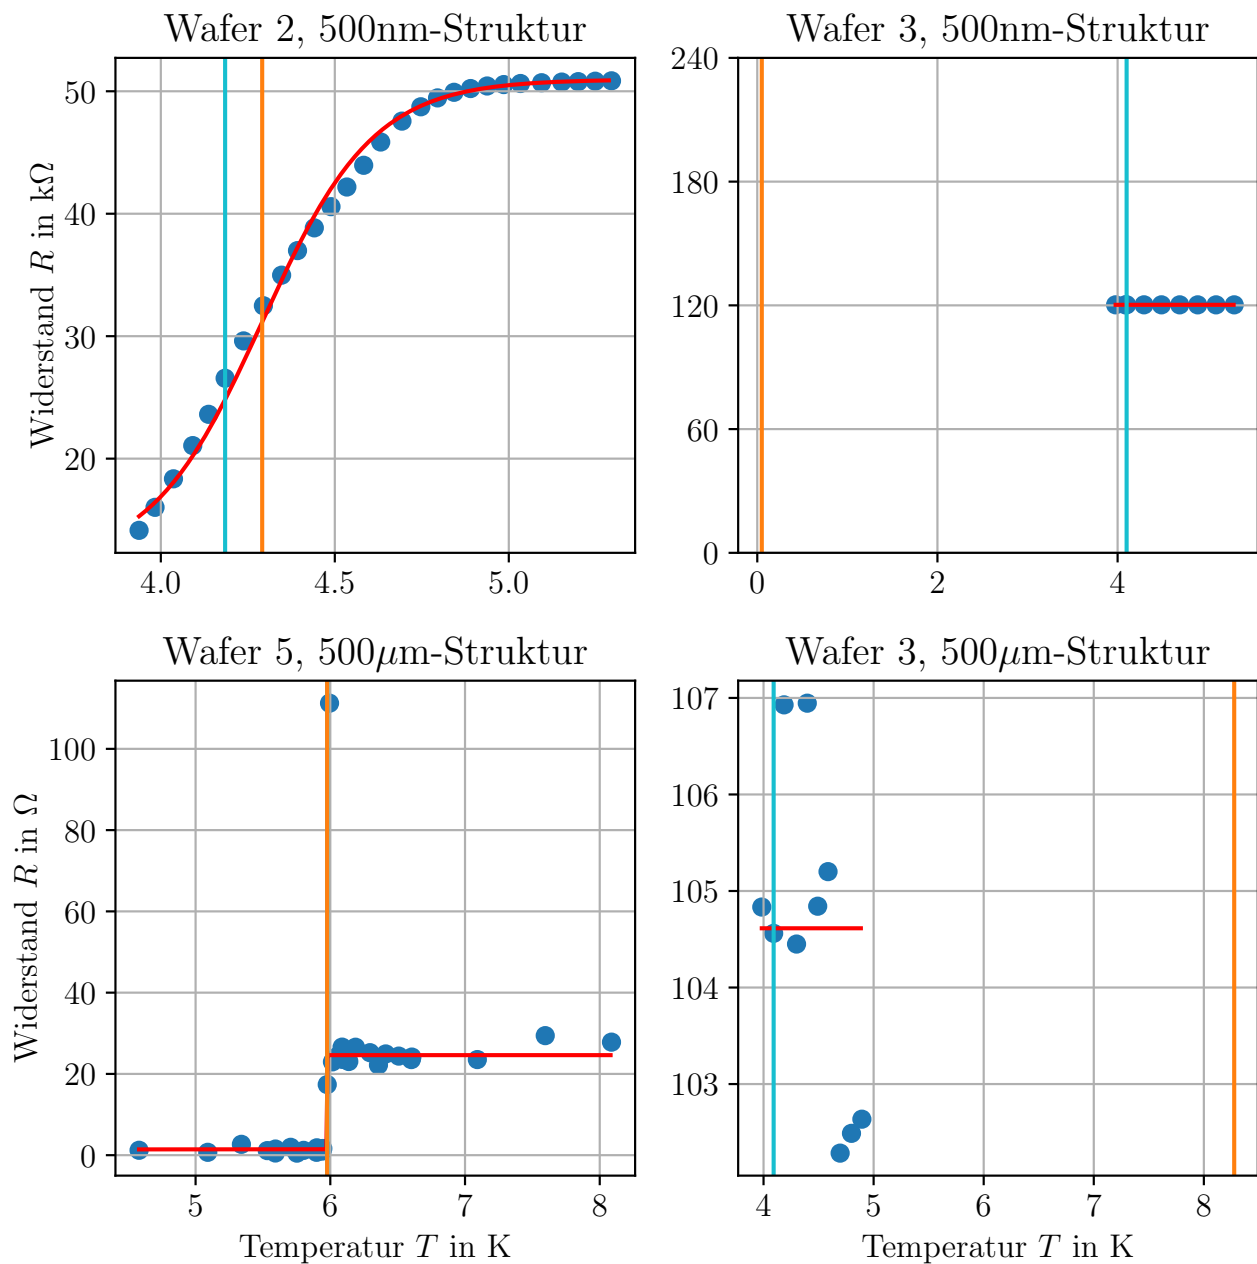 Wafer 2, 500nm-Struktur
Widerstand R in kΩ
50
40
30
20
4.0 4.5 5.0
Wafer 3, 500nm-Struktur
240
180
120
60
0
0 2 4
Wafer 5, 500μm-Struktur
Widerstand R in Ω
100
80
60
40
20
0
5 6 7 8
Temperatur T in K
Wafer 3, 500μm-Struktur
107
106
105
104
103
4 5 6 7 8
Temperatur T in K